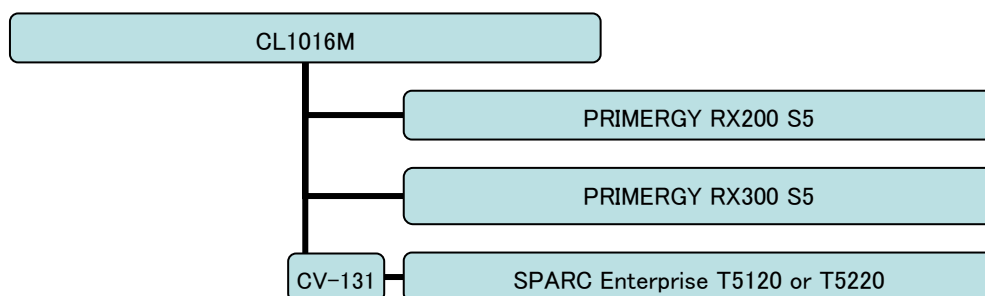 CL1016M
PRIMERGY RX200 S5
PRIMERGY RX300 S5
CV-131
SPARC Enterprise T5120 or T5220